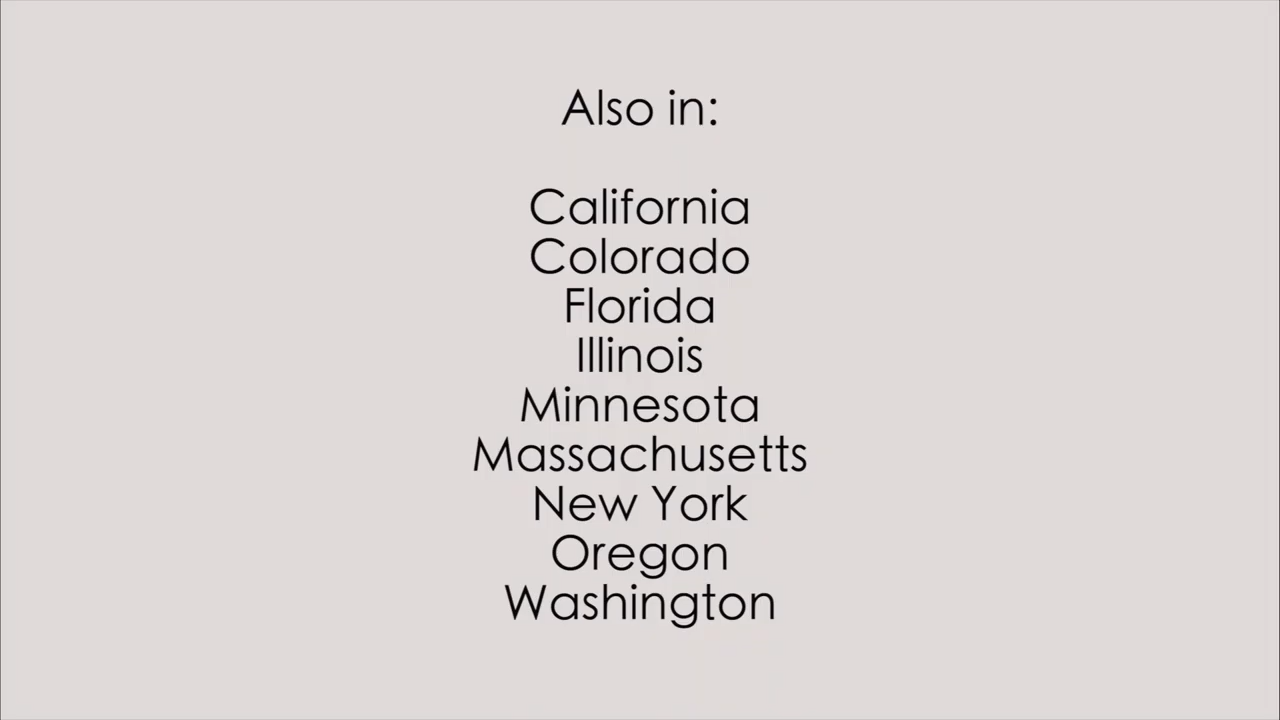 Also in:
California
Colorado
Florida
Illinois
Minnesota
Massachusetts
New York
Oregon
Washington